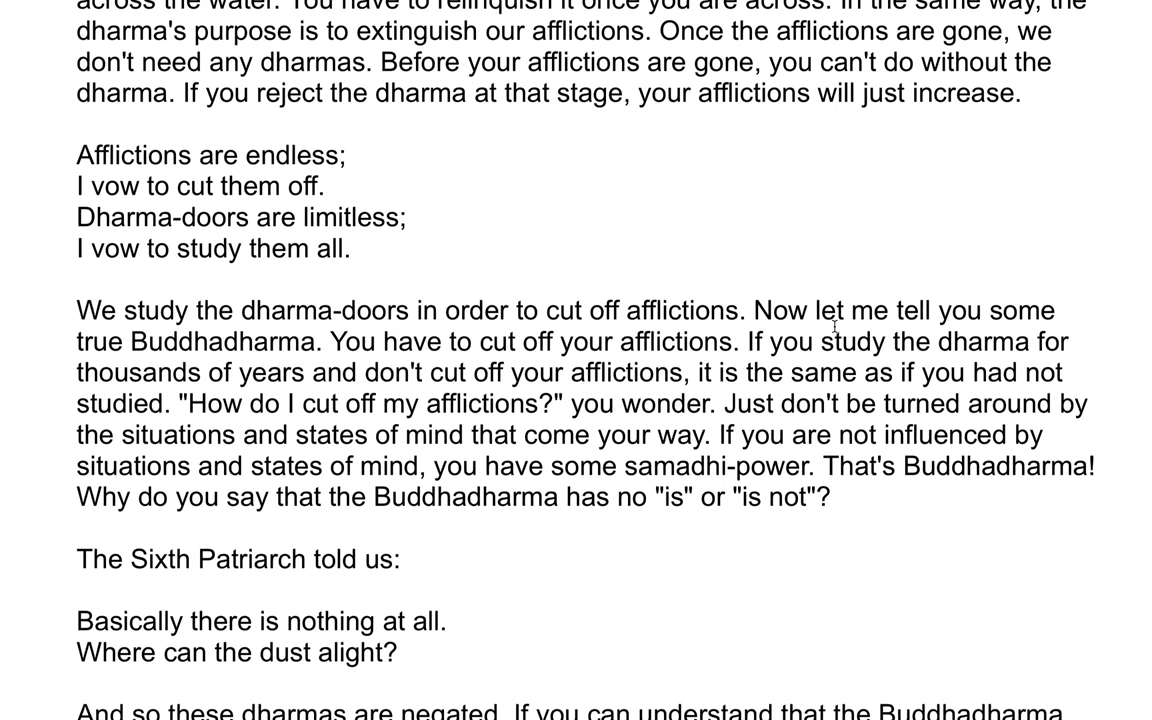 across the water. You have to relinquish it once you are across. In the same way, the
dharma's purpose is to extinguish our afflictions. Once the afflictions are gone, we
don't need any dharmas. Before your afflictions are gone, you can't do without the
dharma. If you reject the dharma at that stage, your afflictions will just increase.
Afflictions are endless;
I vow to cut them off.
Dharma-doors are limitless;
I vow to study them all.
We study the dharma-doors in order to cut off afflictions. Now let me tell you some
true Buddhadharma. You have to cut off your afflictions. If you study the dharma for
thousands of years and don't cut off your afflictions, it is the same as if you had not
studied. "How do I cut off my afflictions?" you wonder. Just don't be turned around by
the situations and states of mind that come your way. If you are not influenced by
situations and states of mind, you have some samadhi-power. That's Buddhadharma!
Why do you say that the Buddhadharma has no "is" or "is not"?
The Sixth Patriarch told us:
Basically there is nothing at all.
Where can the dust alight?
And so these dharmas are negated. If you can understand that the Buddhadharma